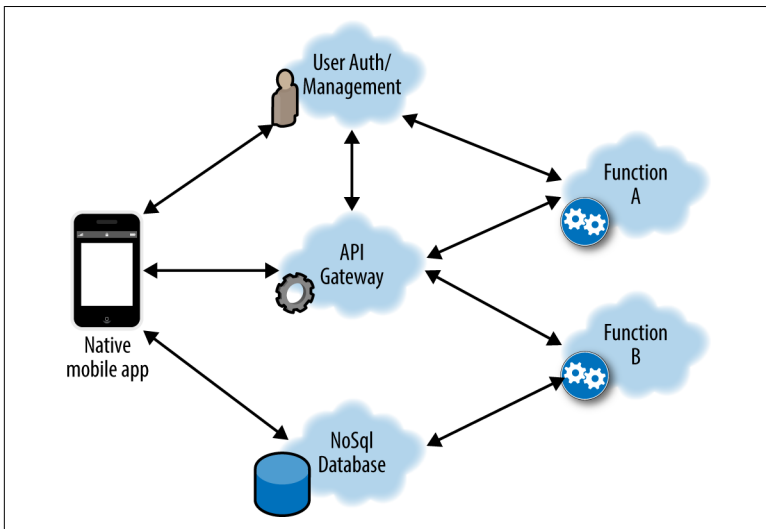 User Auth/
Management
Function
A
API
Gateway
Native
mobile app
Function
B
NoSql
Database